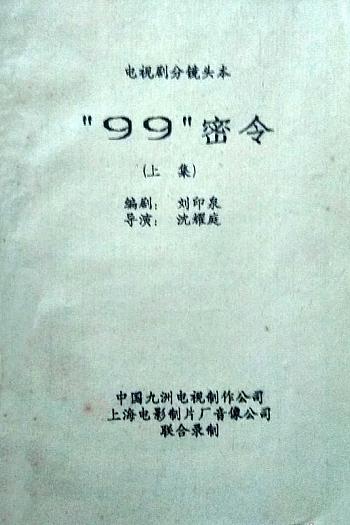 电视剧分镜头本
"99"密令
(上 集)
编剧： 刘印泉
导演： 沈耀庭
中国九洲电视制作公司
上海电影制片厂音像公司
联合录制